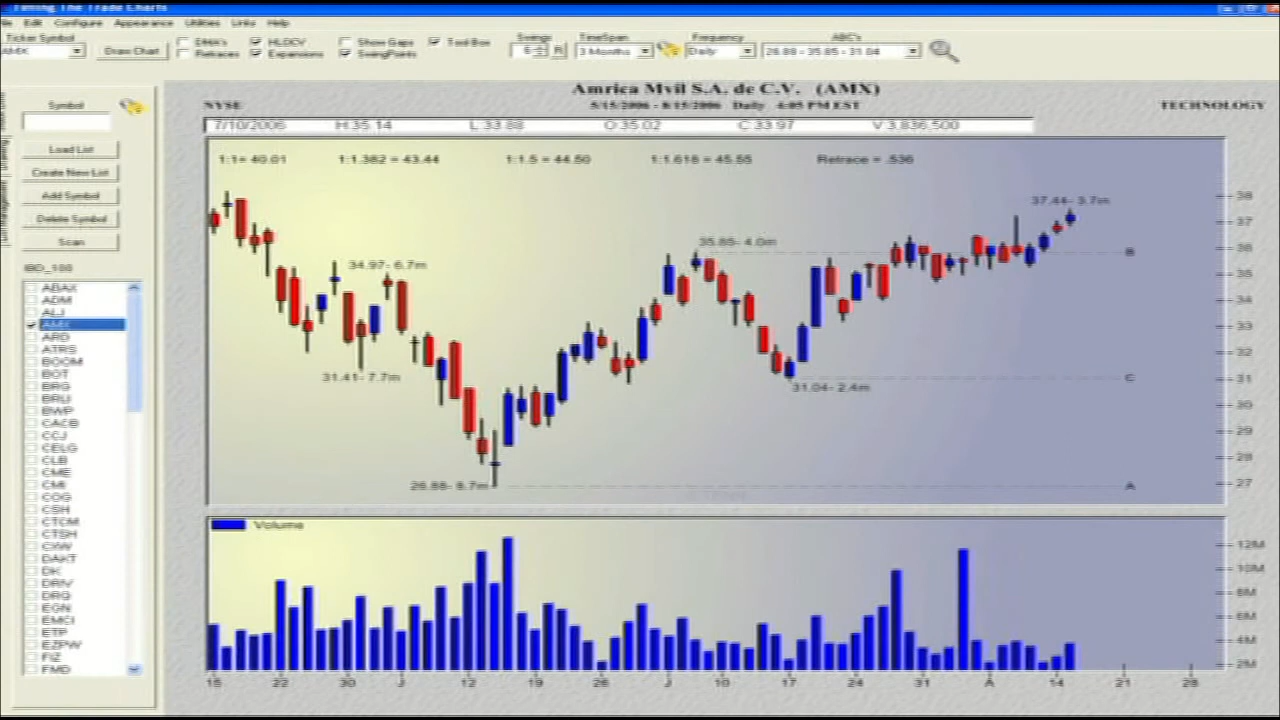 Timing The Trade Charts
Edit Configure Appearance Utilities Links Help
Ticker Symbol
AMX
Draw Chart
DMA's
Retraces
HLOCV
Expansions
Show Gaps
SwingPoints
Tool Box
Swings
TimeSpan
3 Months
Frequency
Daily
ABC's
26.88 - 35.85 - 31.04
Symbol
Load List
Create New List
Add Symbol
Delete Symbol
Scan
IBD_100
ABAX
ADM
ALJ
AMX
ARD
ATRS
BOOM
BOT
BRG
BRLI
BWP
CACB
CCJ
CELG
CLB
CME
CMI
COG
CSH
CTCM
CTSH
CXW
DAKT
DK
DRIV
DRQ
EGN
EMCI
ETP
EZPW
FIZ
FMD
Amrica Mvil S.A. de C.V. (AMX)
NYSE
5/15/2006 - 8/15/2006 Daily 4:05 PM EST
TECHNOLOGY
7/10/2006 H:35.14 L:33.88 O:35.02 C:33.97 V:3,836,500
1:1= 40.01 1:1.382 = 43.44 1:1.5 = 44.50 1:1.618 = 45.55 Retrace = .536
37.44- 3.7m
35.85- 4.0m
34.97- 6.7m
31.41- 7.7m
31.04- 2.4m
26.88- 8.7m
B
C
A
38
37
36
35
34
33
32
31
30
29
28
27
Volume
12M
10M
8M
6M
4M
2M
15 22 30 J 12 19 26 J 10 17 24 31 A 14 21 28